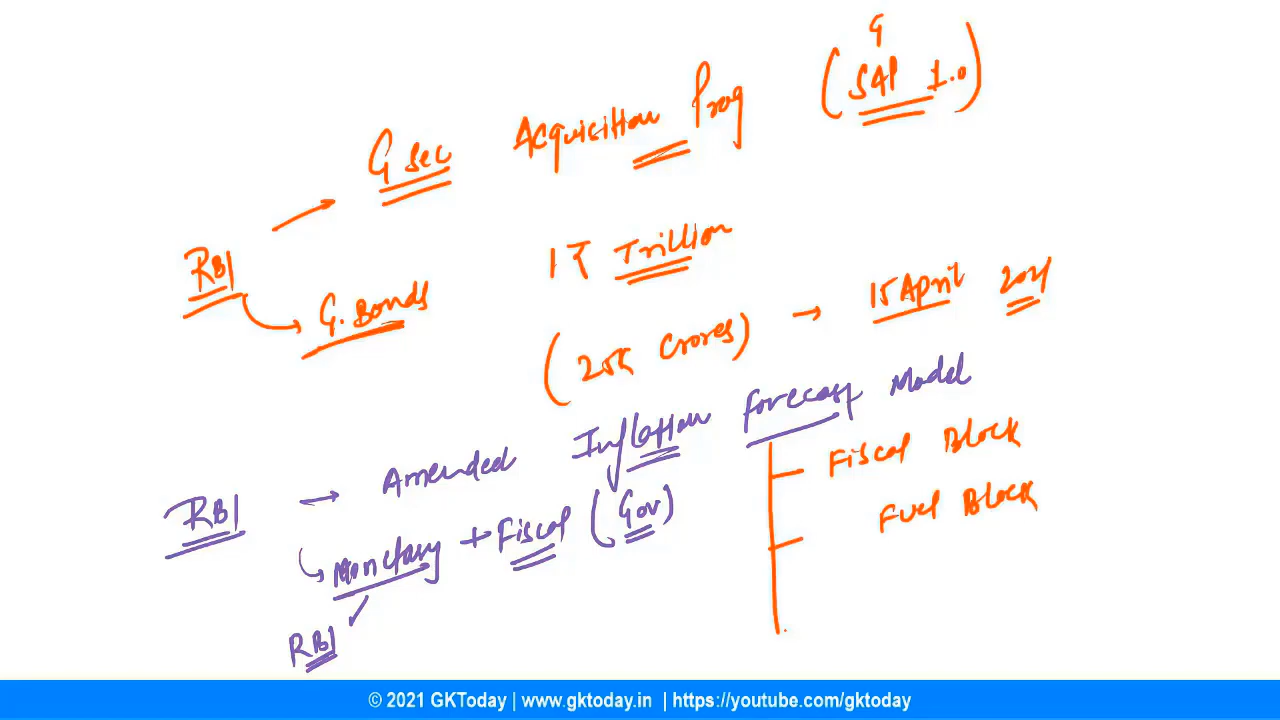 G Sec Acquisition Prog (GSAP 1.0)
RBI
G. Bonds
1₹ Trillion
(25K Crores) → 15 April 2021
RBI → Amended Inflation Forecast Model
Monetary + Fiscal (Gov)
RBI
Fiscal Block
Fuel Block
© 2021 GKToday | www.gktoday.in | https://youtube.com/gktoday